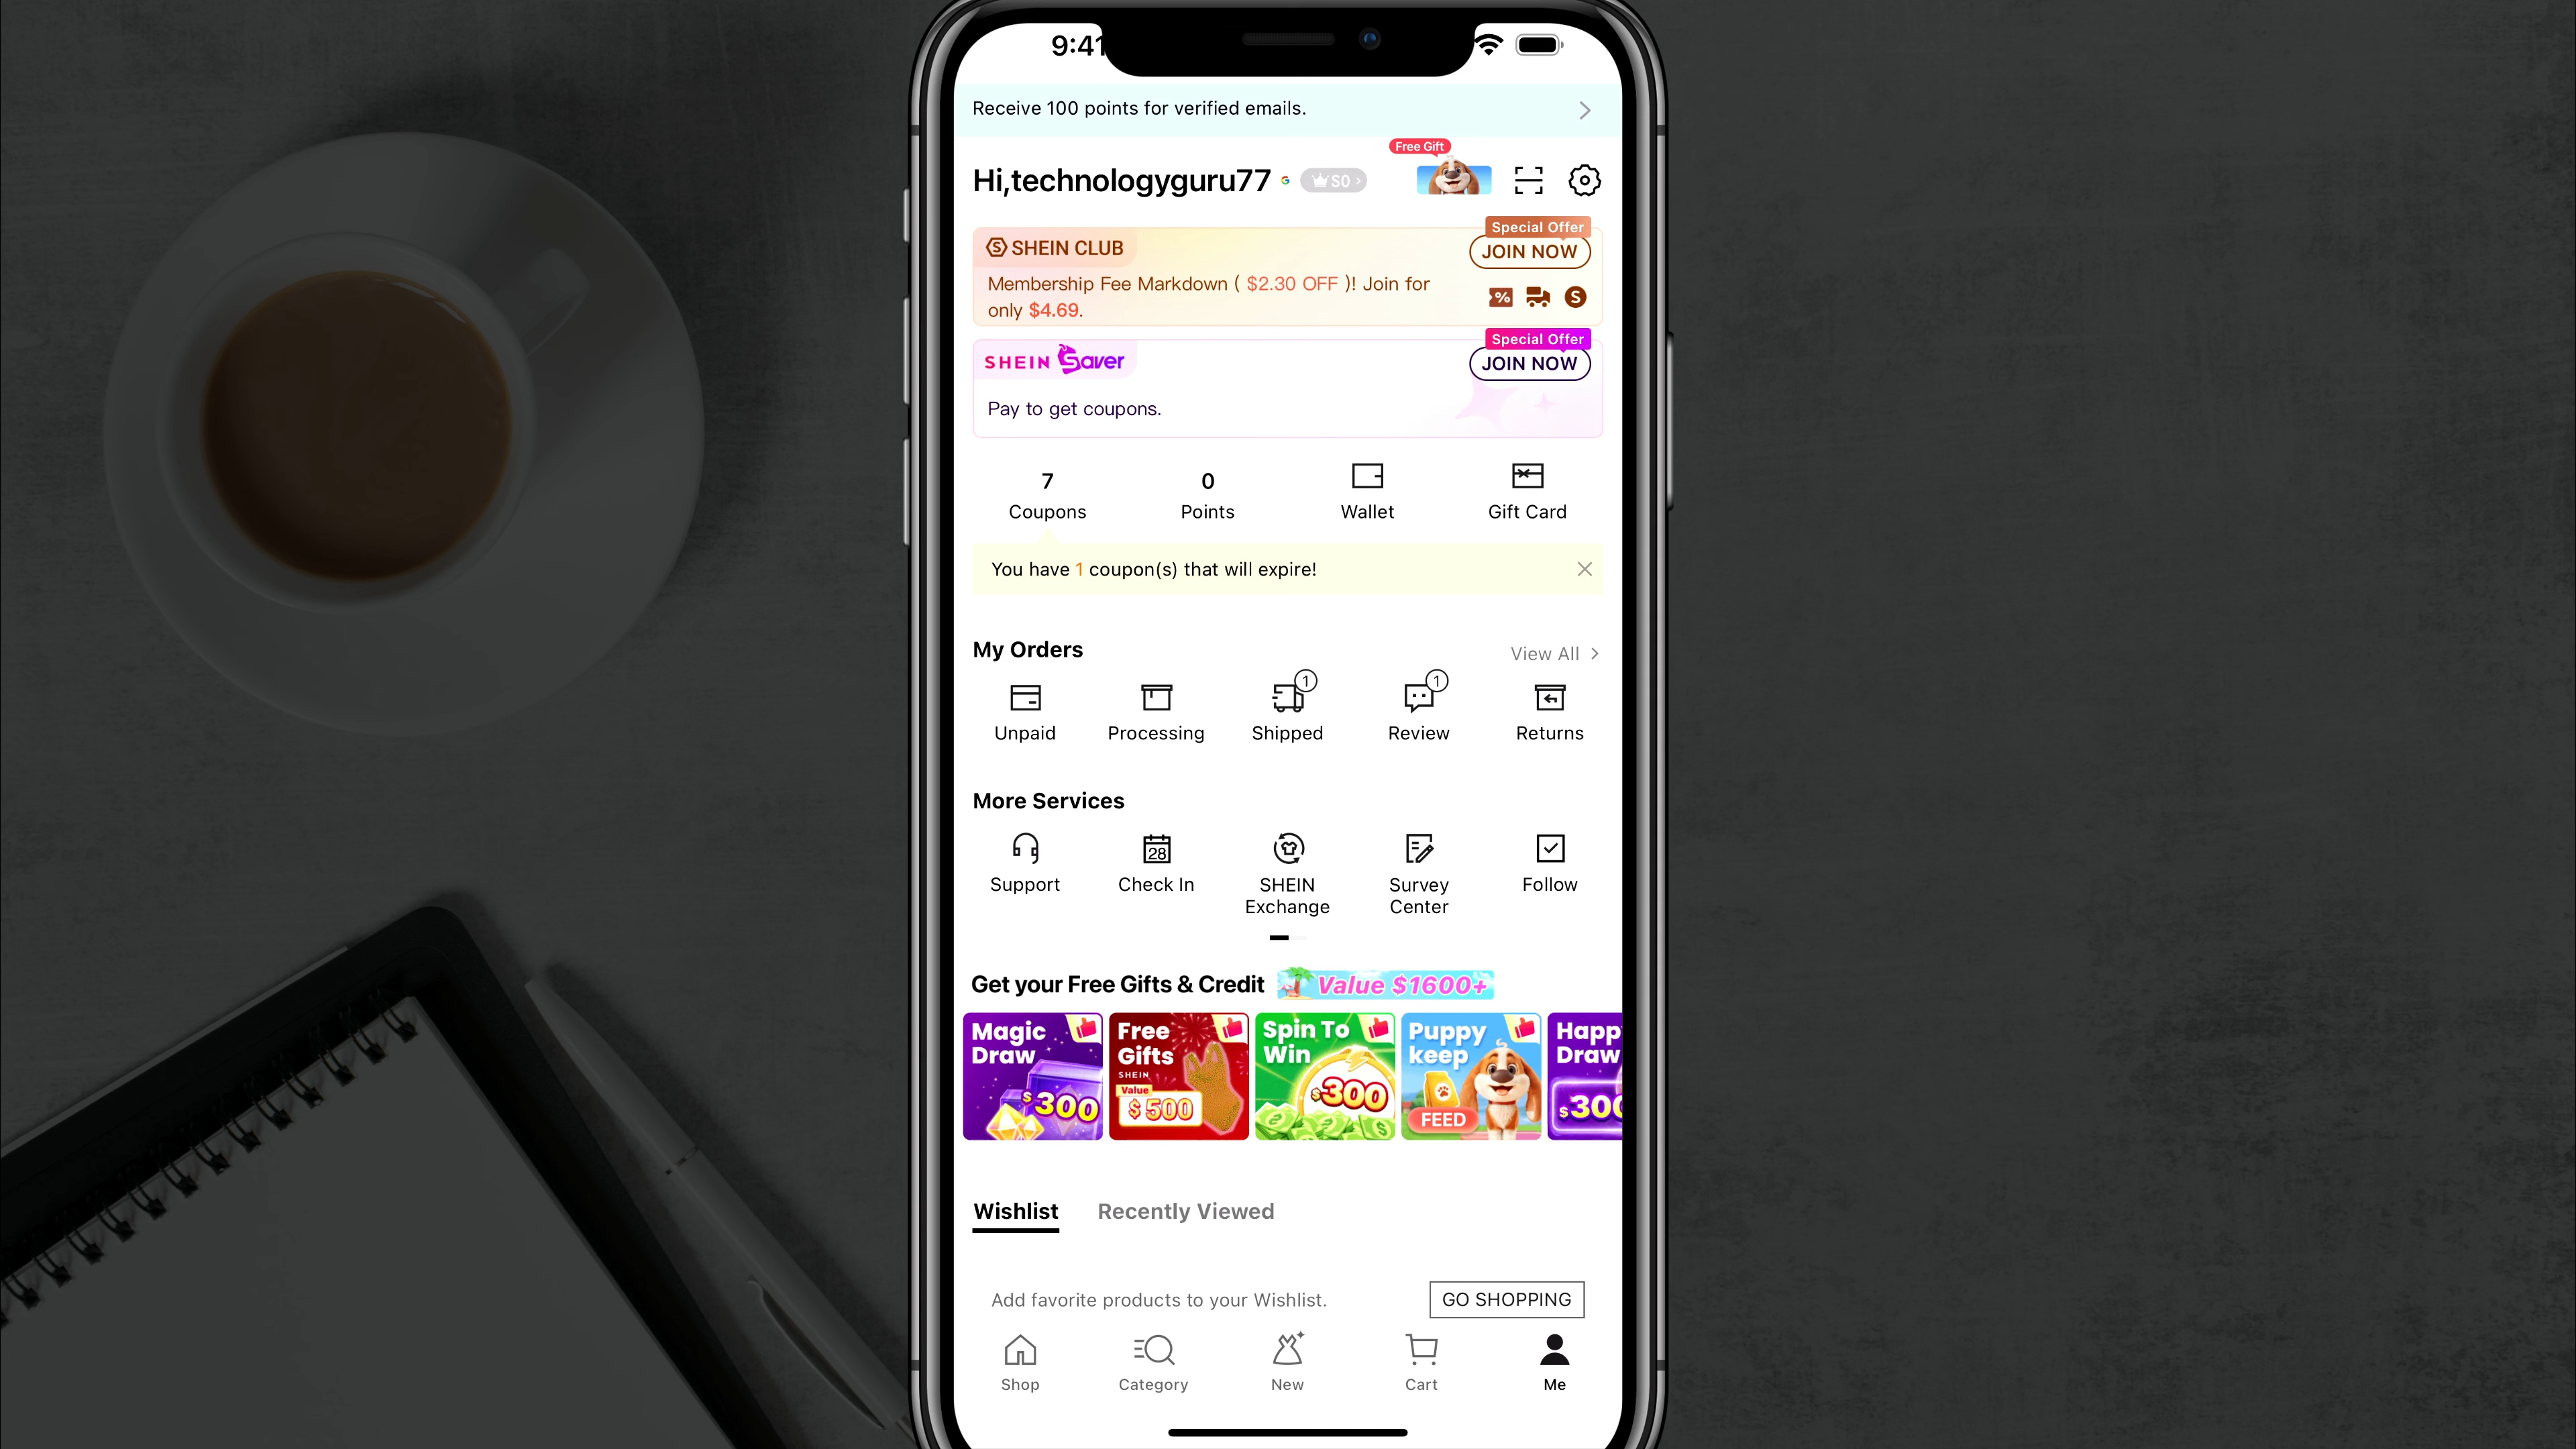 9:41
Receive 100 points for verified emails.
Free Gift
Hi,technologyguru77 G S0
Special Offer
S SHEIN CLUB JOIN NOW
Membership Fee Markdown ( $2.30 OFF )! Join for
only $4.69.
% S
Special Offer
SHEIN Saver JOIN NOW
Pay to get coupons.
7 0
Coupons Points Wallet Gift Card
You have 1 coupon(s) that will expire!
My Orders View All
1 1
Unpaid Processing Shipped Review Returns
More Services
28
Support Check In SHEIN Exchange Survey Center Follow
Get your Free Gifts & Credit Value $1600+
Magic
Draw
$300
Free
Gifts
SHEIN
Value
$500
Spin To
Win
$300
Puppy
keep
FEED
Happ
Draw
$300
Wishlist Recently Viewed
Add favorite products to your Wishlist. GO SHOPPING
Shop Category New Cart Me